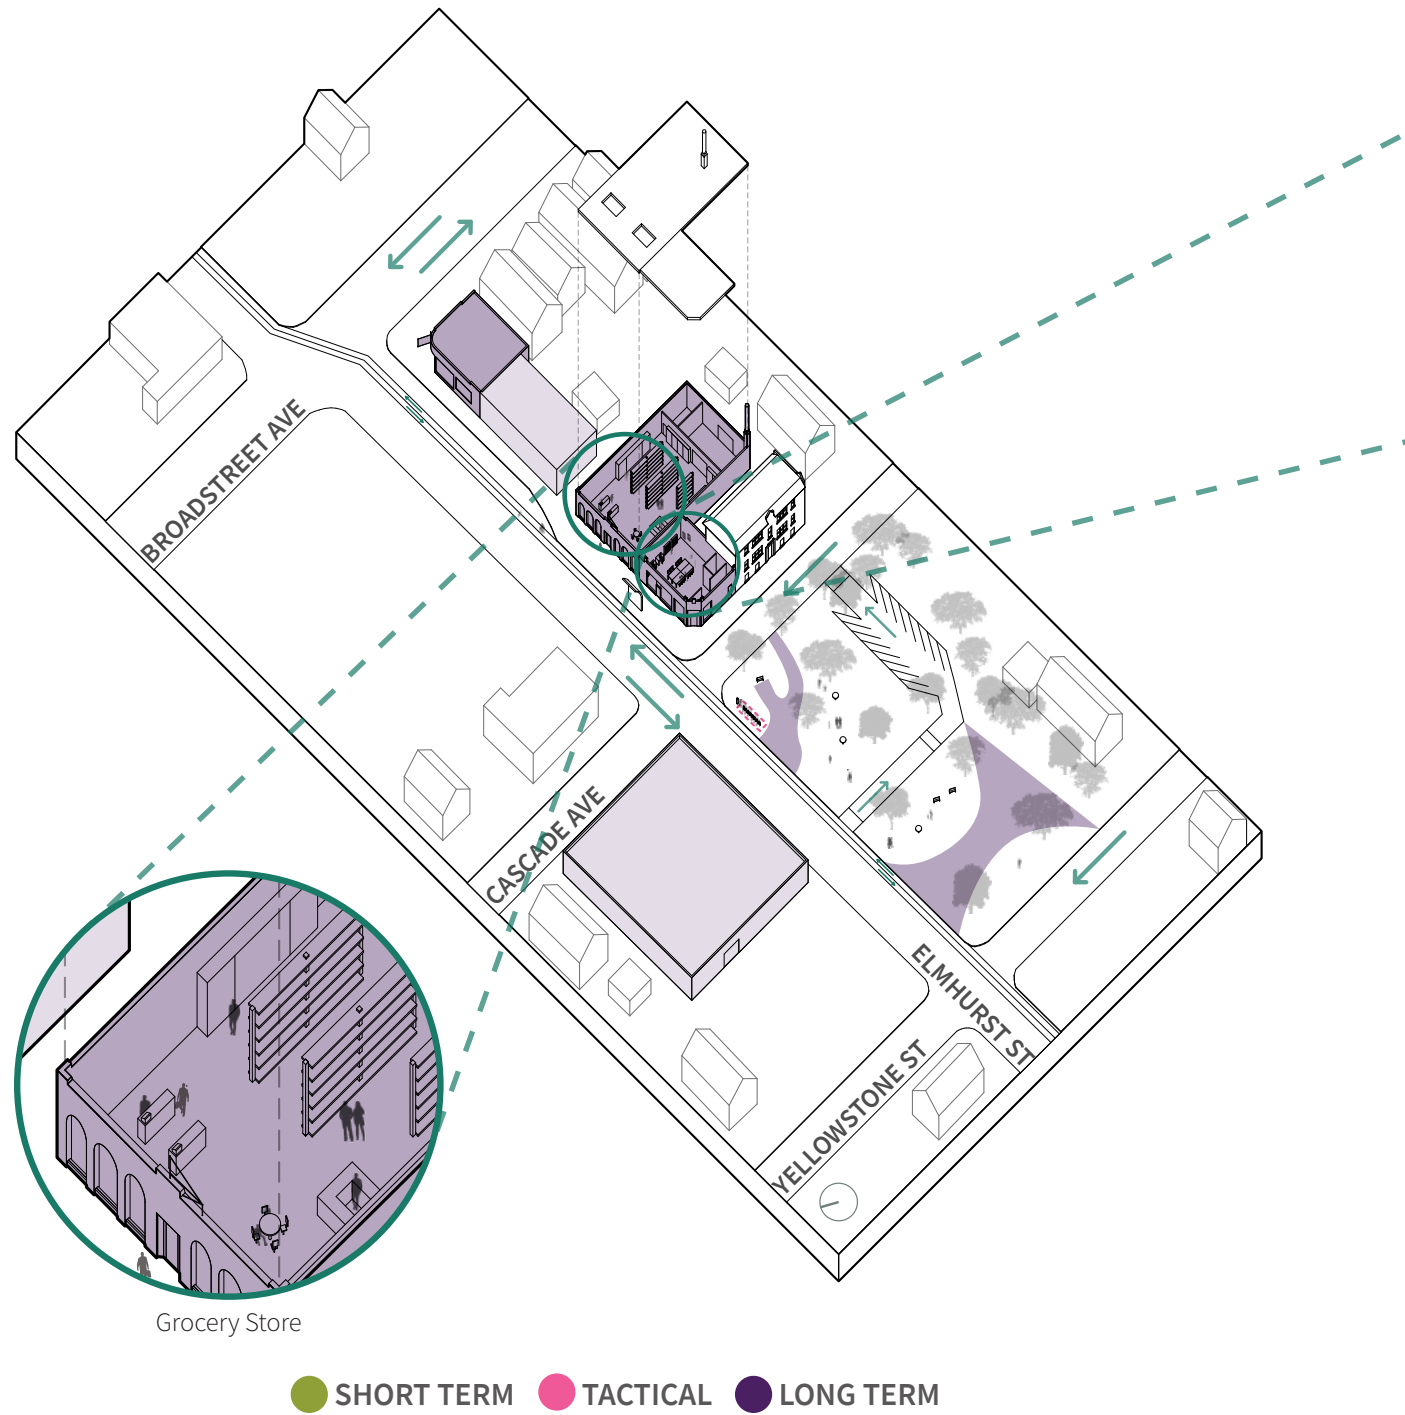 BROADSTREET AVE
CASCADE AVE
ELMHURST ST
YELLOWSTONE ST
Grocery Store
SHORT TERM TACTICAL LONG TERM